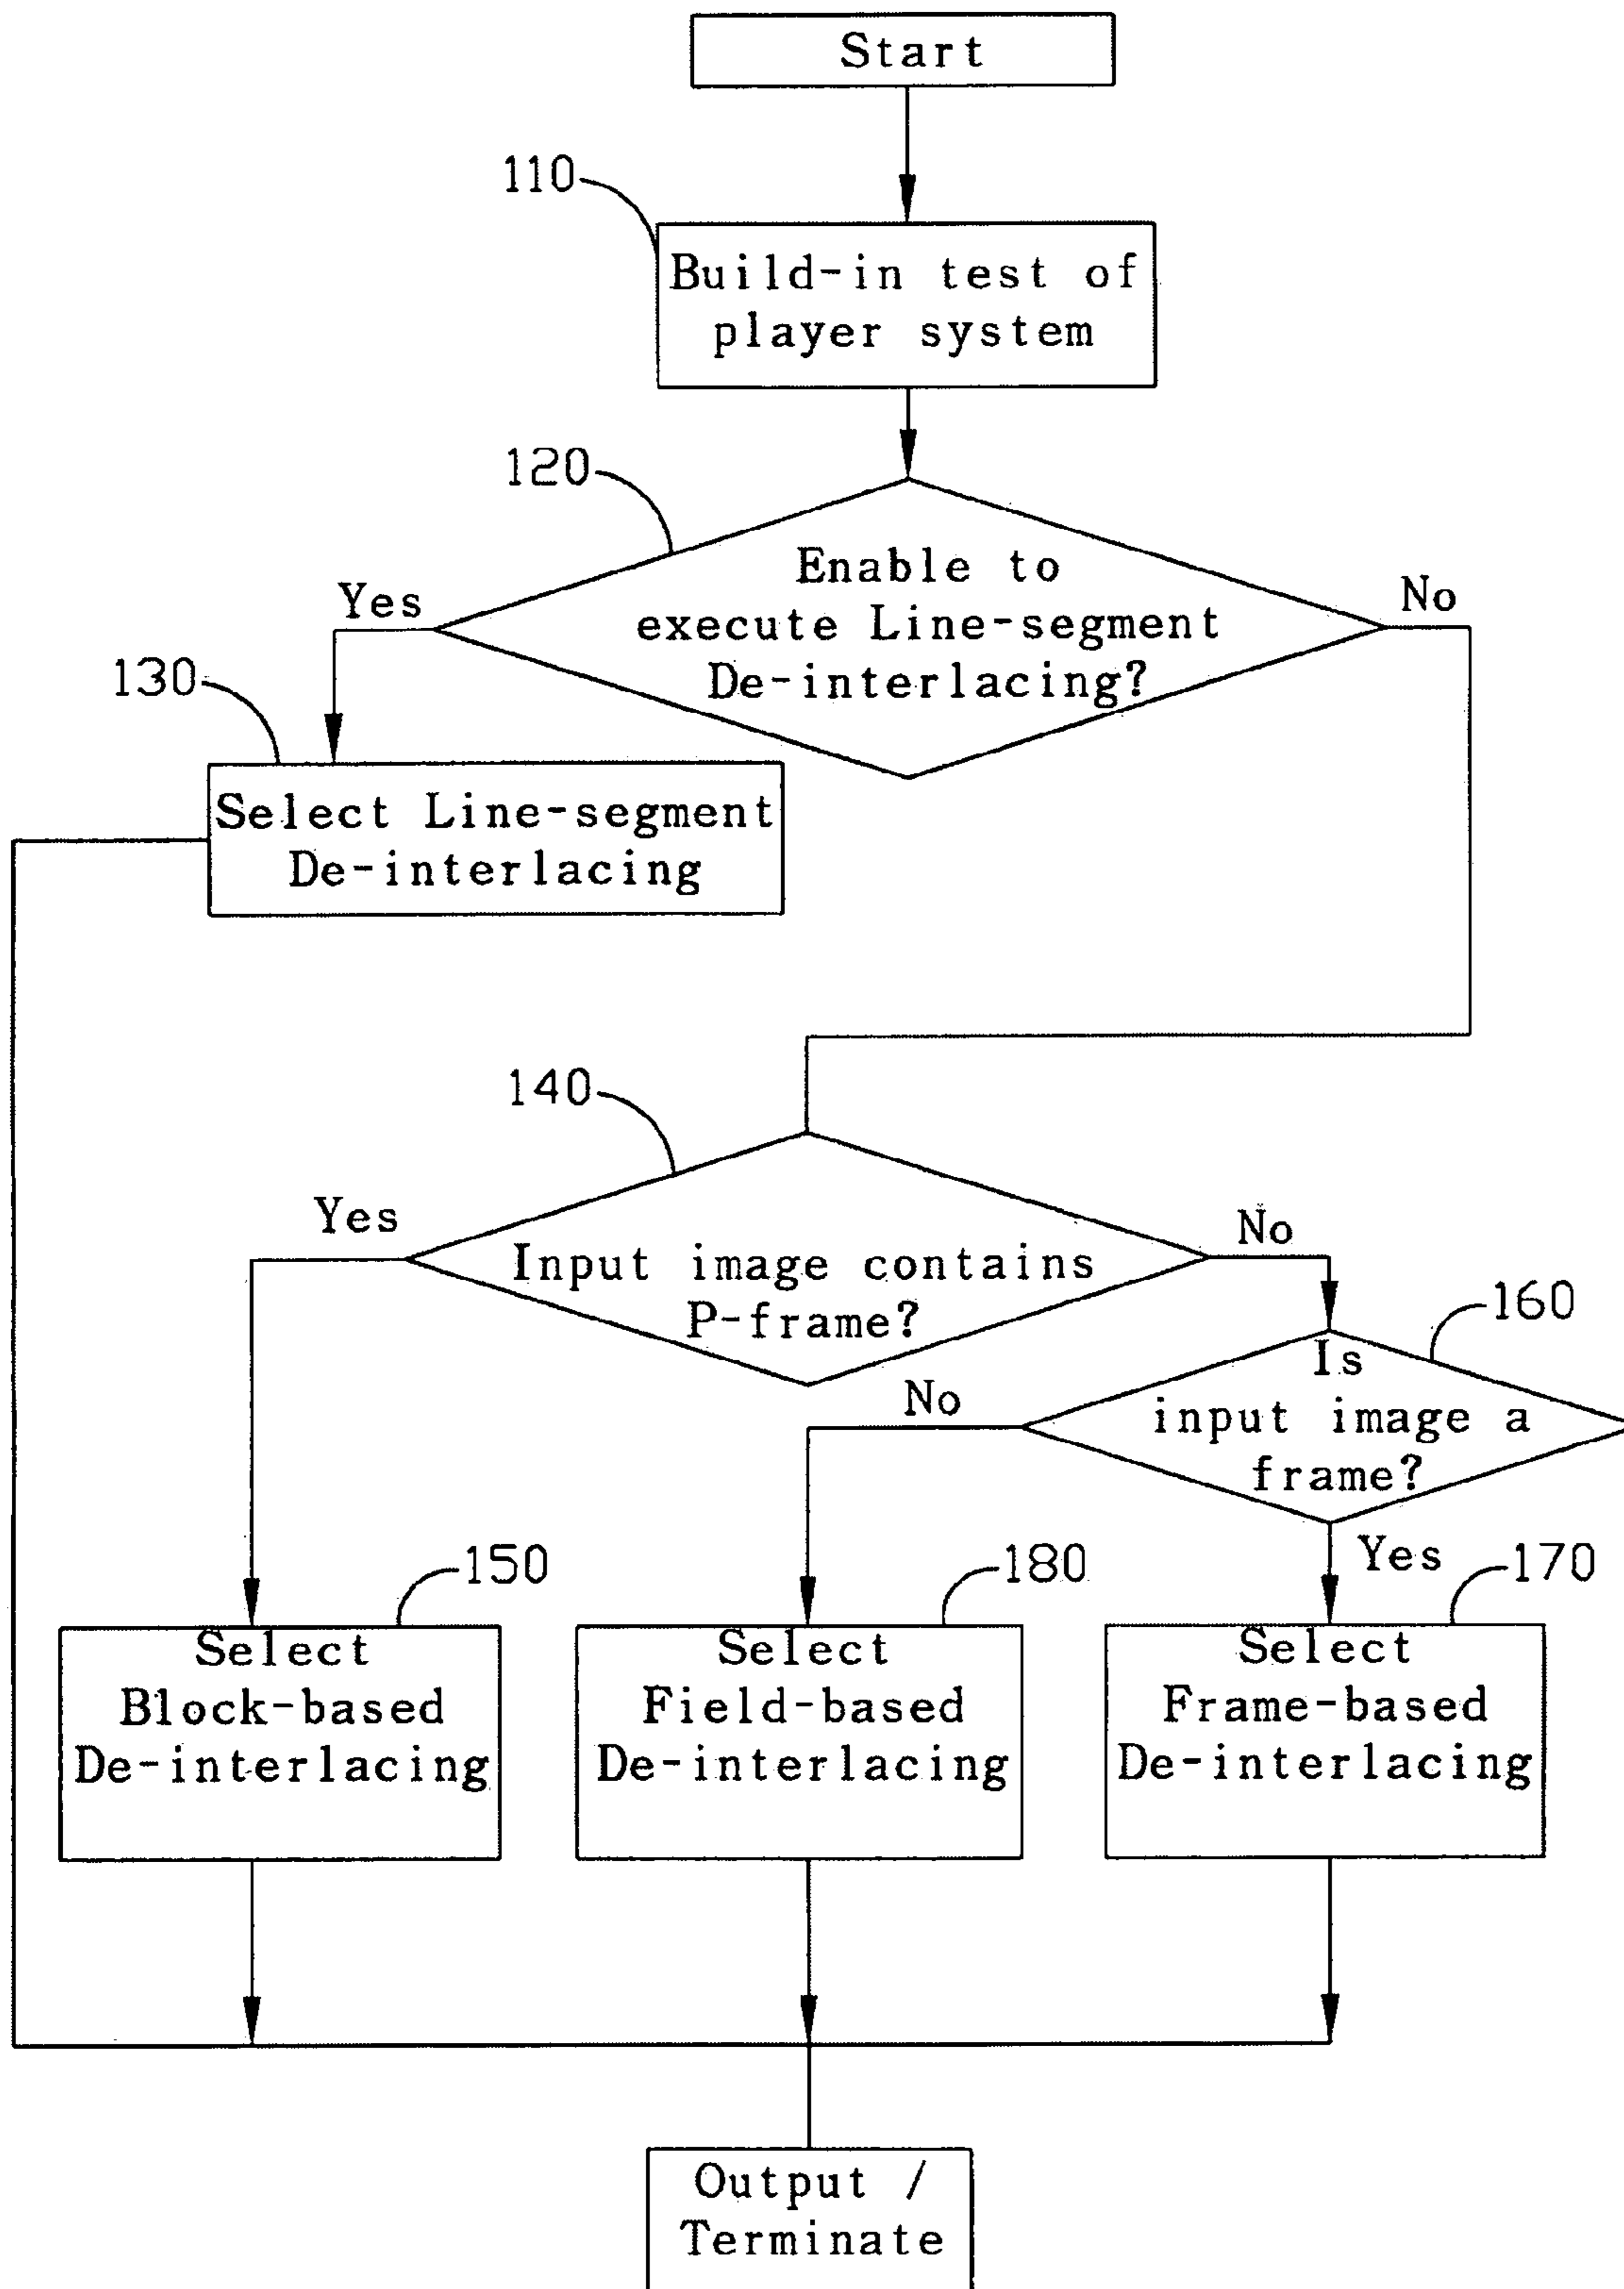 Start
110
Build-in test of
player system
120
Enable to
execute Line-segment
De-interlacing?
Yes
No
130
Select Line-segment
De-interlacing
140
Input image contains
P-frame?
Yes
No
160
Is
input image a
frame?
No
Yes
150
Select
Block-based
De-interlacing
180
Select
Field-based
De-interlacing
170
Select
Frame-based
De-interlacing
Output /
Terminate